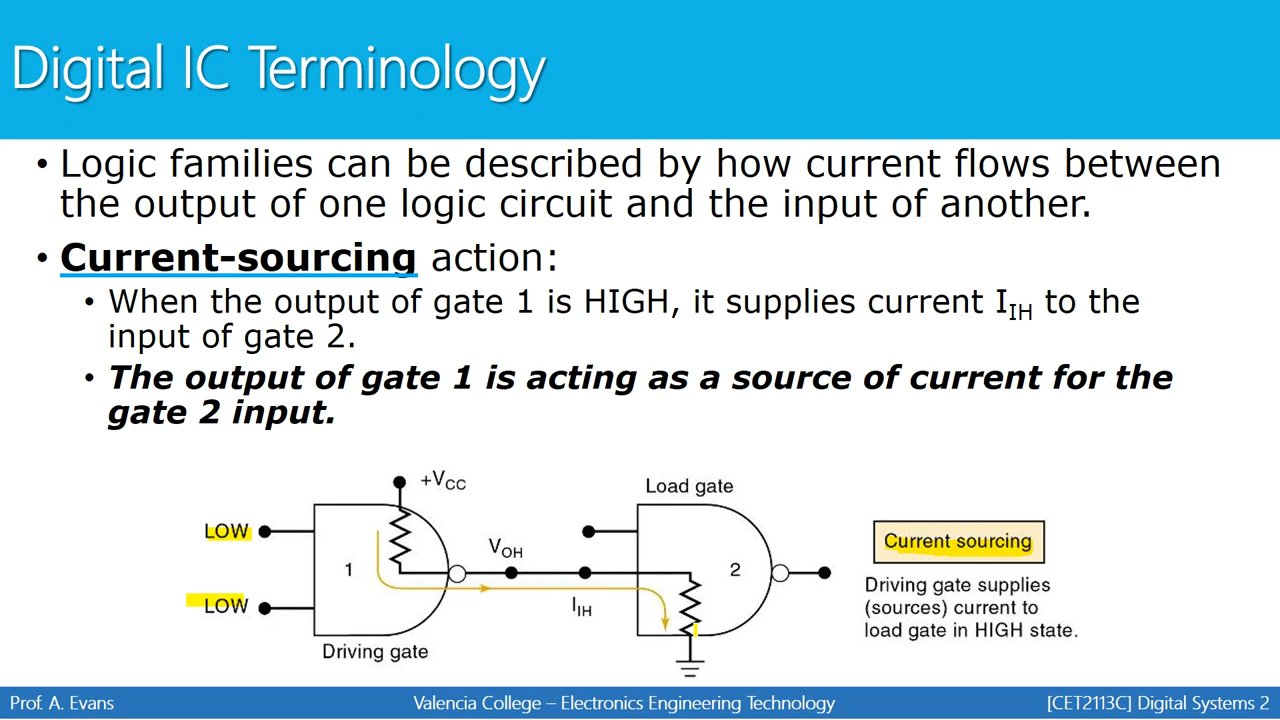 Digital IC Terminology
• Logic families can be described by how current flows between
the output of one logic circuit and the input of another.
• Current-sourcing action:
• When the output of gate 1 is HIGH, it supplies current IIH to the
input of gate 2.
• The output of gate 1 is acting as a source of current for the
gate 2 input.
+VCC
Load gate
LOW
VOH
1
2
IIH
LOW
Driving gate
Current sourcing
Driving gate supplies
(sources) current to
load gate in HIGH state.
Prof. A. Evans
Valencia College – Electronics Engineering Technology
[CET2113C] Digital Systems 2